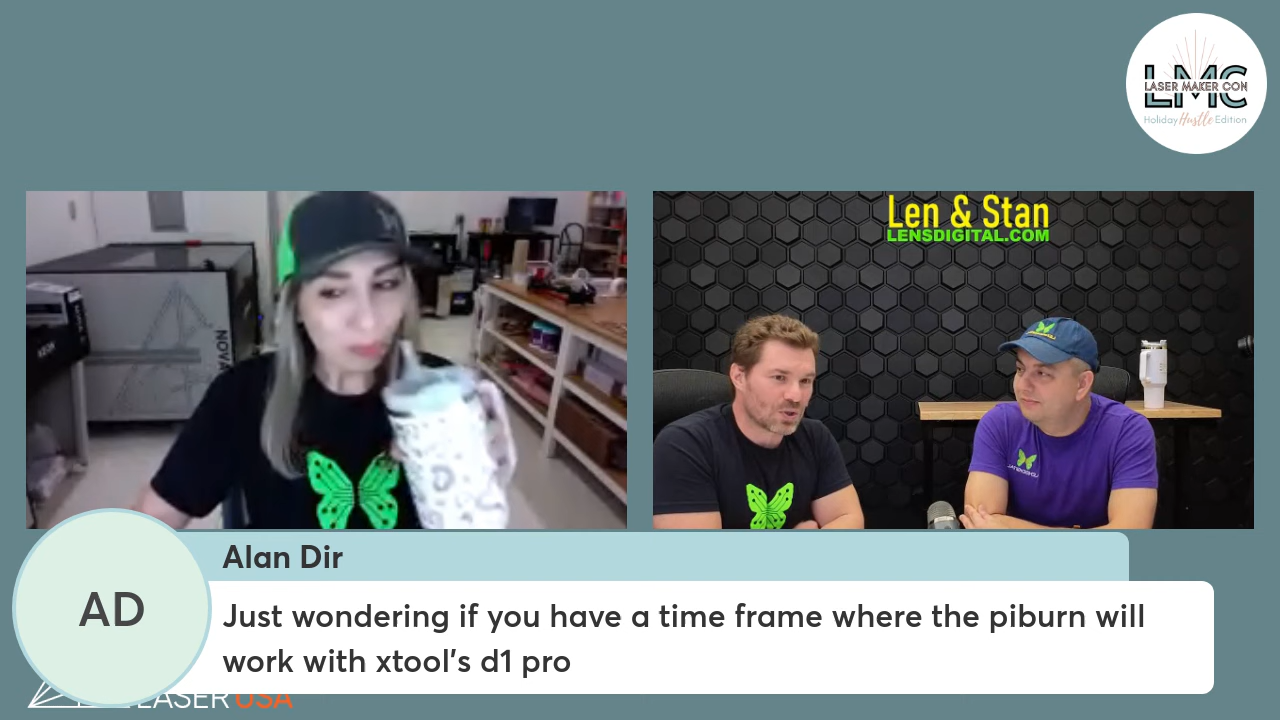 LMC
LASER MAKER CON
Holiday Hustle Edition
Len & Stan
LENSDIGITAL.COM
NOVA
Alan Dir
AD
Just wondering if you have a time frame where the piburn will
work with xtool's d1 pro
LASER USA